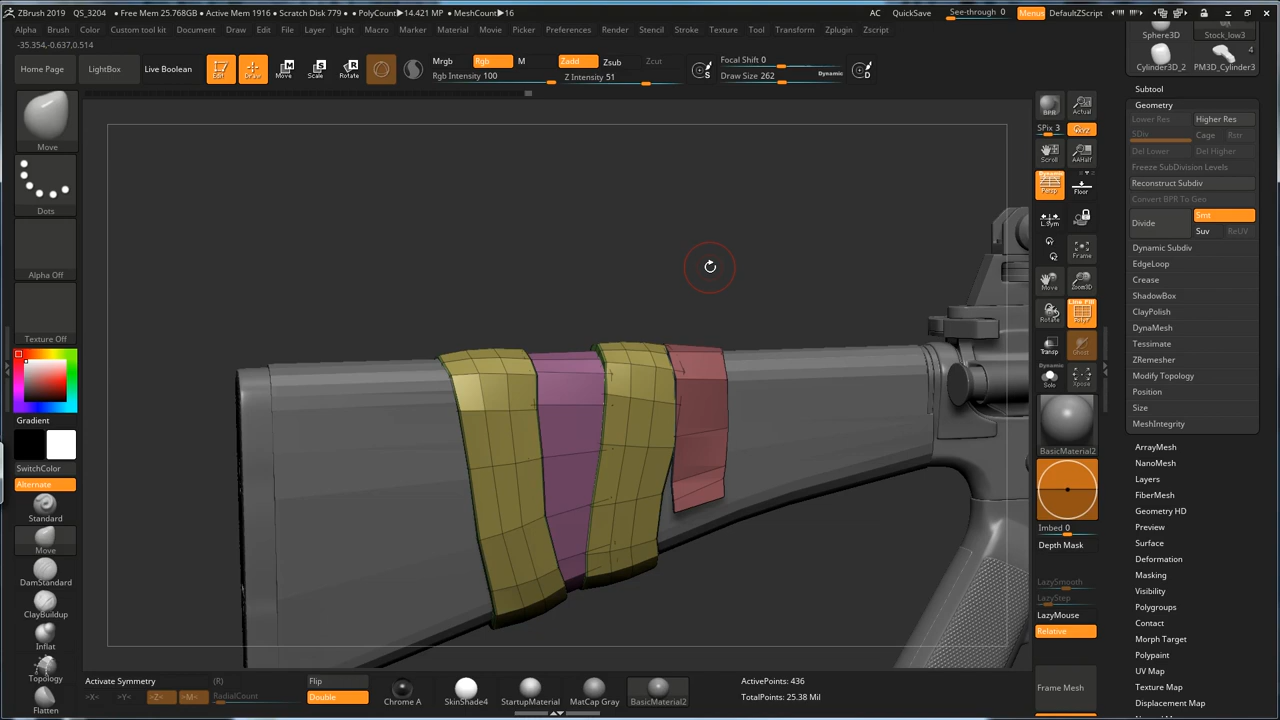 ZBrush 2019 QS_3204 • Free Mem 25.768GB • Active Mem 1916 • Scratch Disk 779 • PolyCount▶14.421 MP • MeshCount▶16 AC QuickSave See-through 0 Menus DefaultZScript
Alpha Brush Color Custom tool kit Document Draw Edit File Layer Light Macro Marker Material Movie Picker Preferences Render Stencil Stroke Texture Tool Transform Zplugin Zscript
-35.354,-0.637,0.514
Home Page LightBox Live Boolean Edit Draw Move Scale Rotate
Mrgb Rgb M Zadd Zsub Zcut
Rgb Intensity 100 Z Intensity 51
Focal Shift 0
Draw Size 262 Dynamic
S
D
Move
Dots
Alpha Off
Texture Off
Gradient
SwitchColor
Alternate
Standard
Move
DamStandard
ClayBuildup
Inflat
Topology
Flatten
BPR
SPix 3
Scroll
Dynamic
Persp
L.Sym
Move
Rotate
Transp
Dynamic
Solo
Actual
AAHalf
Floor
Frame
Zoom3D
Line Fill
PolyF
Ghost
Xpose
BasicMaterial2
Imbed 0
Depth Mask
LazySmooth
LazyStep
LazyMouse
Relative
Frame Mesh
Sphere3D Stock_low3
4
Cylinder3D_2 PM3D_Cylinder3
Subtool
Geometry
Lower Res Higher Res
SDiv Cage Rstr
Del Lower Del Higher
Freeze SubDivision Levels
Reconstruct Subdiv
Convert BPR To Geo
Divide Smt
Suv ReUV
Dynamic Subdiv
EdgeLoop
Crease
ShadowBox
ClayPolish
DynaMesh
Tessimate
ZRemesher
Modify Topology
Position
Size
MeshIntegrity
ArrayMesh
NanoMesh
Layers
FiberMesh
Geometry HD
Preview
Surface
Deformation
Masking
Visibility
Polygroups
Contact
Morph Target
Polypaint
UV Map
Texture Map
Displacement Map
Activate Symmetry (R)
>X< >Y< >Z< >M< RadialCount
Flip
Double
Chrome A SkinShade4 StartupMaterial MatCap Gray BasicMaterial2
ActivePoints: 436
TotalPoints: 25.38 Mil